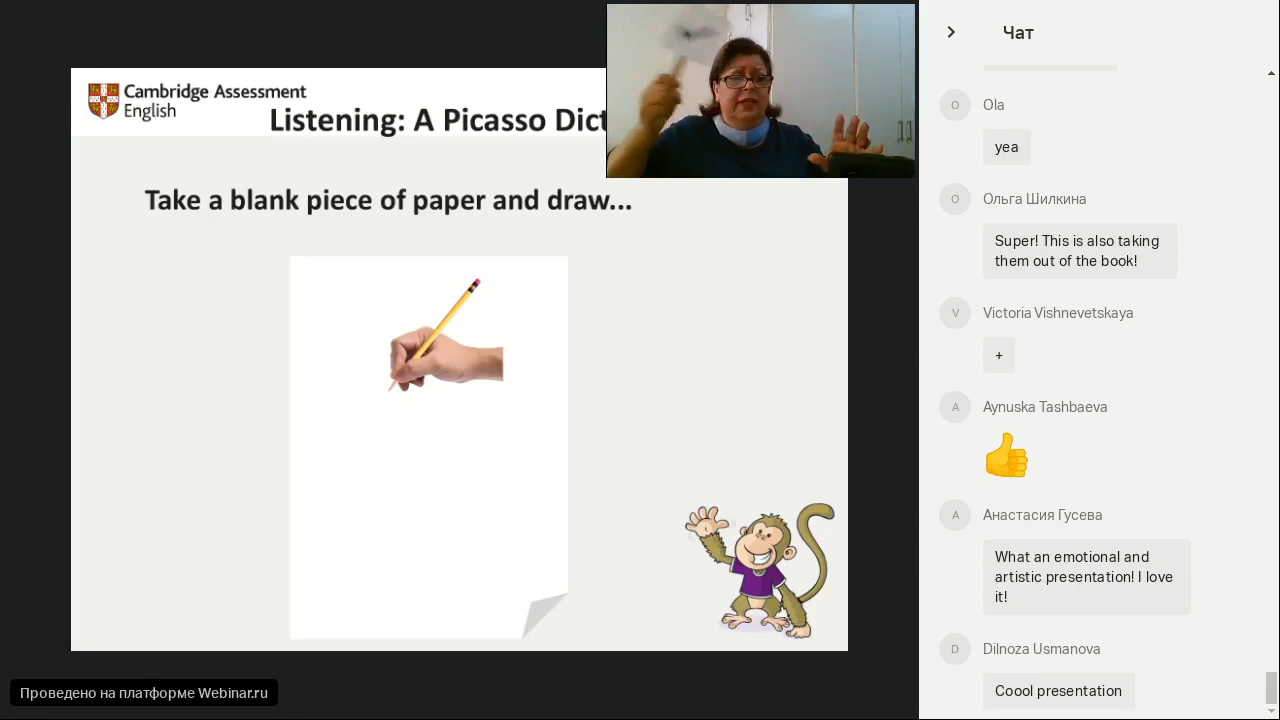 Cambridge Assessment
English
Listening: A Picasso Dict
Take a blank piece of paper and draw...
Проведено на платформе Webinar.ru
Чат
O
Ola
yea
О
Ольга Шилкина
Super! This is also taking
them out of the book!
V
Victoria Vishnevetskaya
+
A
Aynuska Tashbaeva
А
Анастасия Гусева
What an emotional and
artistic presentation! I love
it!
D
Dilnoza Usmanova
Coool presentation